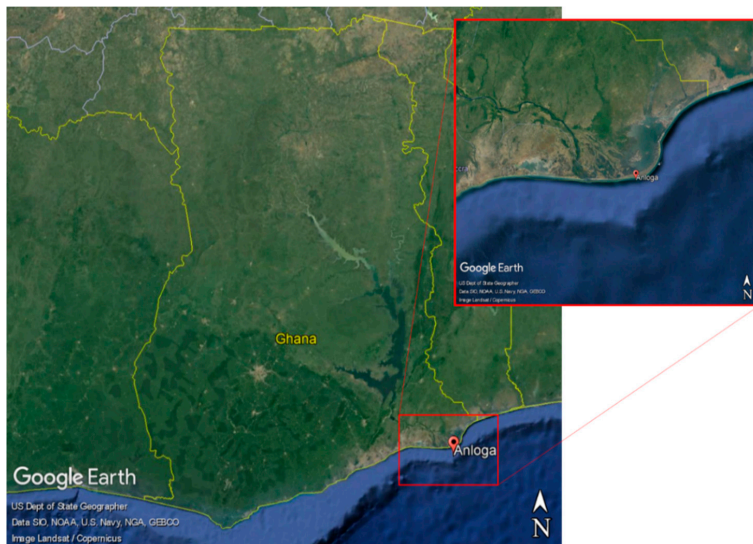 Ghana
Anloga
Google Earth
US Dept of State Geographer
Data SIO, NOAA, U.S. Navy, NGA, GEBCO
Image Landsat / Copernicus
N
Anloga
Google Earth
US Dept of State Geographer
Data SIO, NOAA, U.S. Navy, NGA, GEBCO
Image Landsat / Copernicus
N